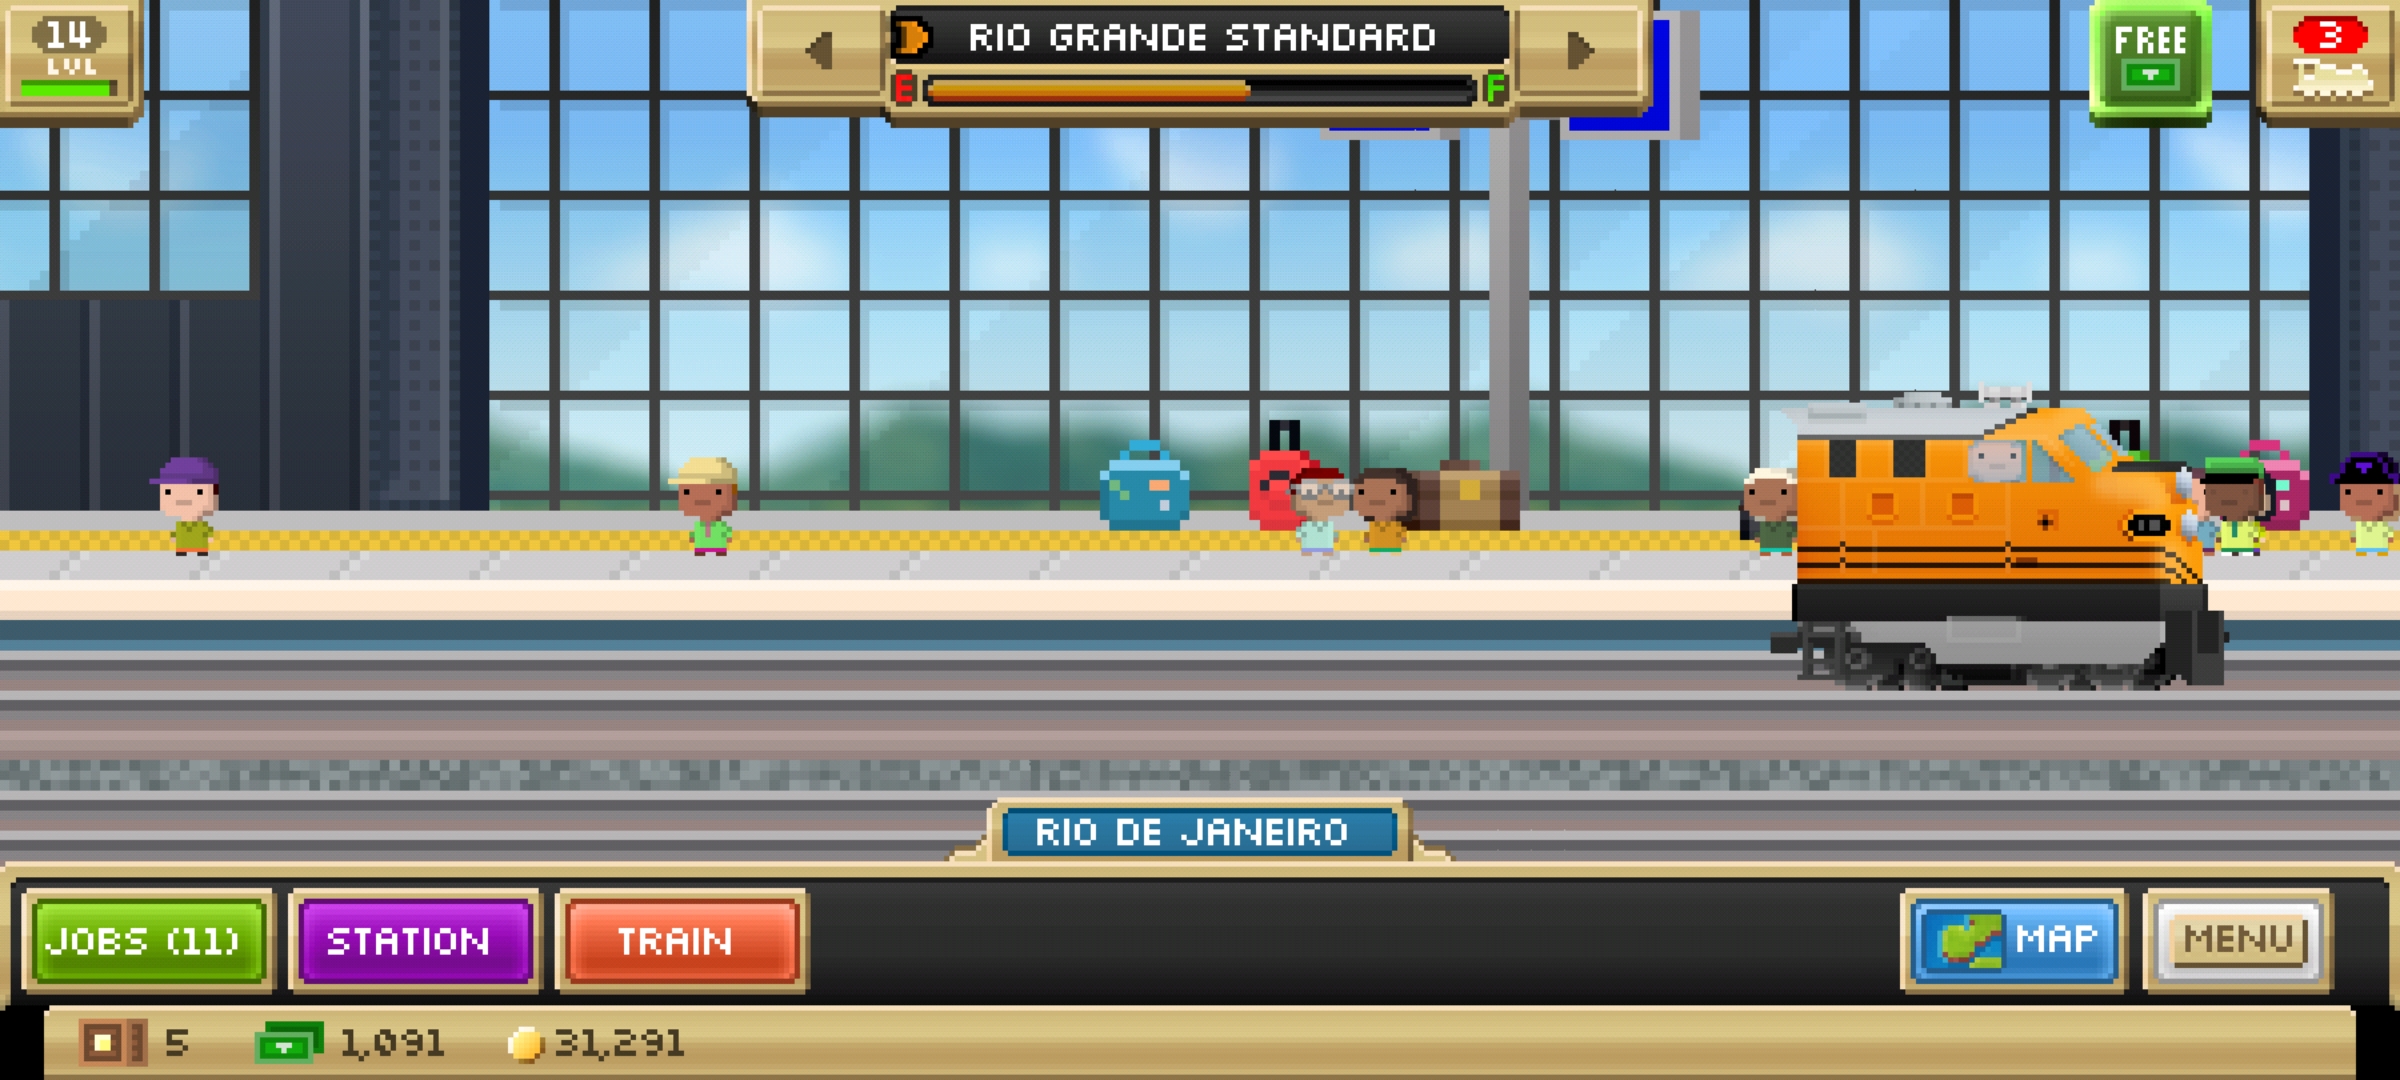 14
LVL
RIO GRANDE STANDARD
E
F
FREE
3
RIO DE JANEIRO
JOBS (11)
STATION
TRAIN
MAP
MENU
5
1,091
31,291